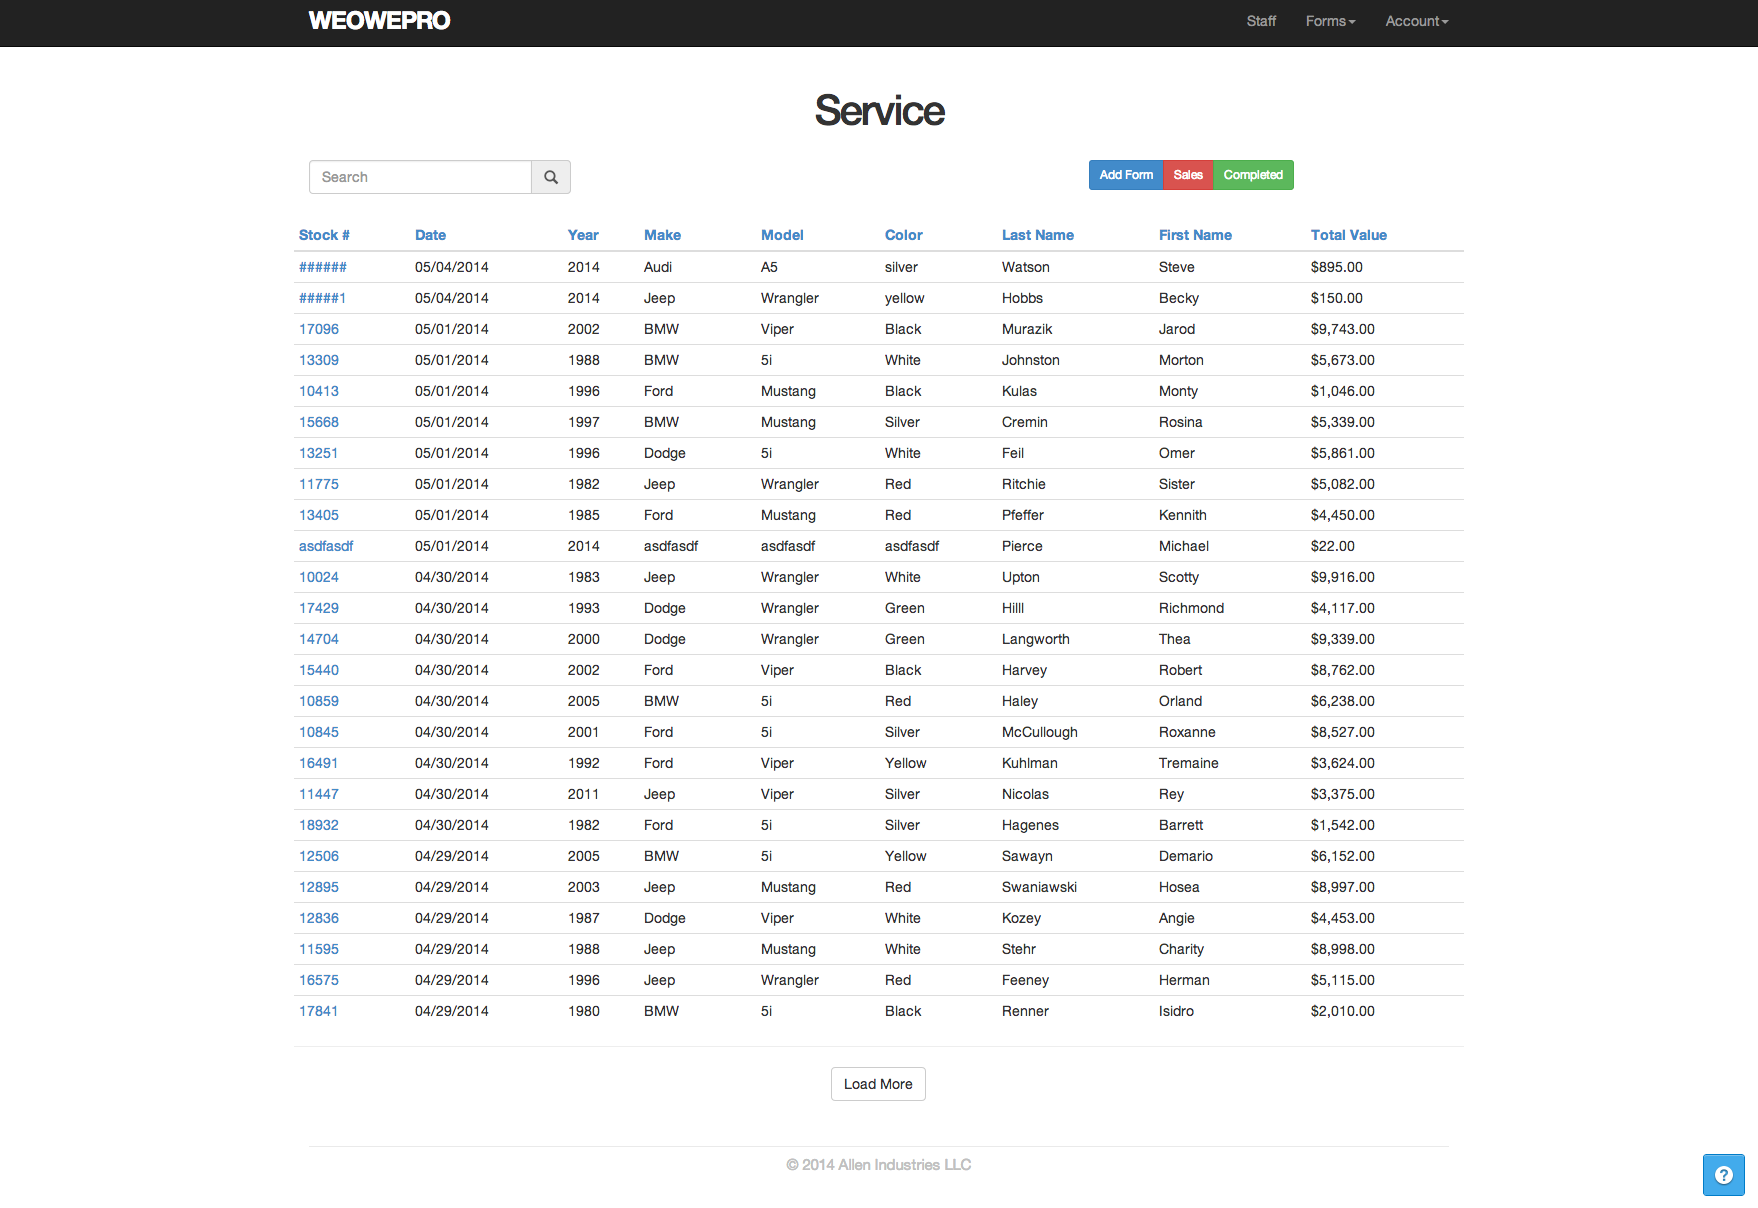 WEOWEPRO Staff Forms Account
Service
Search Add Form Sales Completed
Stock # Date Year Make Model Color Last Name First Name Total Value
###### 05/04/2014 2014 Audi A5 silver Watson Steve $895.00
#####1 05/04/2014 2014 Jeep Wrangler yellow Hobbs Becky $150.00
17096 05/01/2014 2002 BMW Viper Black Murazik Jarod $9,743.00
13309 05/01/2014 1988 BMW 5i White Johnston Morton $5,673.00
10413 05/01/2014 1996 Ford Mustang Black Kulas Monty $1,046.00
15668 05/01/2014 1997 BMW Mustang Silver Cremin Rosina $5,339.00
13251 05/01/2014 1996 Dodge 5i White Feil Omer $5,861.00
11775 05/01/2014 1982 Jeep Wrangler Red Ritchie Sister $5,082.00
13405 05/01/2014 1985 Ford Mustang Red Pfeffer Kennith $4,450.00
asdfasdf 05/01/2014 2014 asdfasdf asdfasdf asdfasdf Pierce Michael $22.00
10024 04/30/2014 1983 Jeep Wrangler White Upton Scotty $9,916.00
17429 04/30/2014 1993 Dodge Wrangler Green Hilll Richmond $4,117.00
14704 04/30/2014 2000 Dodge Wrangler Green Langworth Thea $9,339.00
15440 04/30/2014 2002 Ford Viper Black Harvey Robert $8,762.00
10859 04/30/2014 2005 BMW 5i Red Haley Orland $6,238.00
10845 04/30/2014 2001 Ford 5i Silver McCullough Roxanne $8,527.00
16491 04/30/2014 1992 Ford Viper Yellow Kuhlman Tremaine $3,624.00
11447 04/30/2014 2011 Jeep Viper Silver Nicolas Rey $3,375.00
18932 04/30/2014 1982 Ford 5i Silver Hagenes Barrett $1,542.00
12506 04/29/2014 2005 BMW 5i Yellow Sawayn Demario $6,152.00
12895 04/29/2014 2003 Jeep Mustang Red Swaniawski Hosea $8,997.00
12836 04/29/2014 1987 Dodge Viper White Kozey Angie $4,453.00
11595 04/29/2014 1988 Jeep Mustang White Stehr Charity $8,998.00
16575 04/29/2014 1996 Jeep Wrangler Red Feeney Herman $5,115.00
17841 04/29/2014 1980 BMW 5i Black Renner Isidro $2,010.00
Load More
© 2014 Allen Industries LLC
?